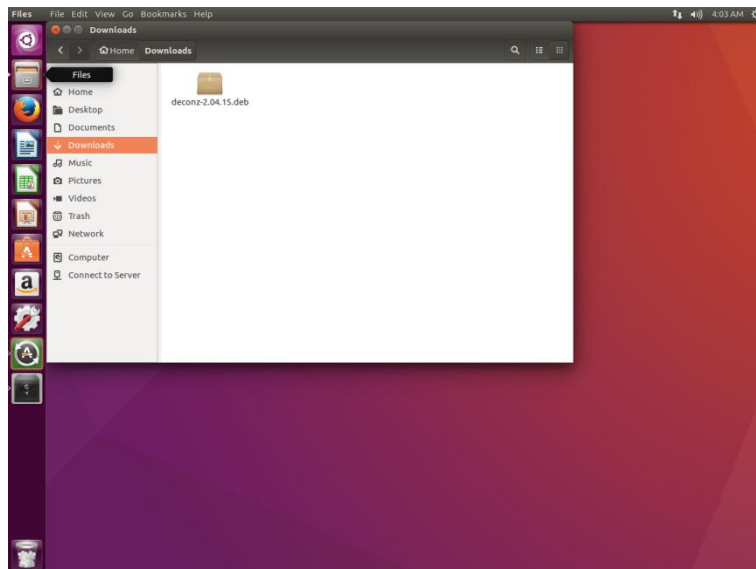 Files File Edit View Go Bookmarks Help 4:03 AM
Downloads
Home Downloads
Files
Home
Desktop
Documents
Downloads
Music
Pictures
Videos
Trash
Network
Computer
Connect to Server
deconz-2.04.15.deb
a